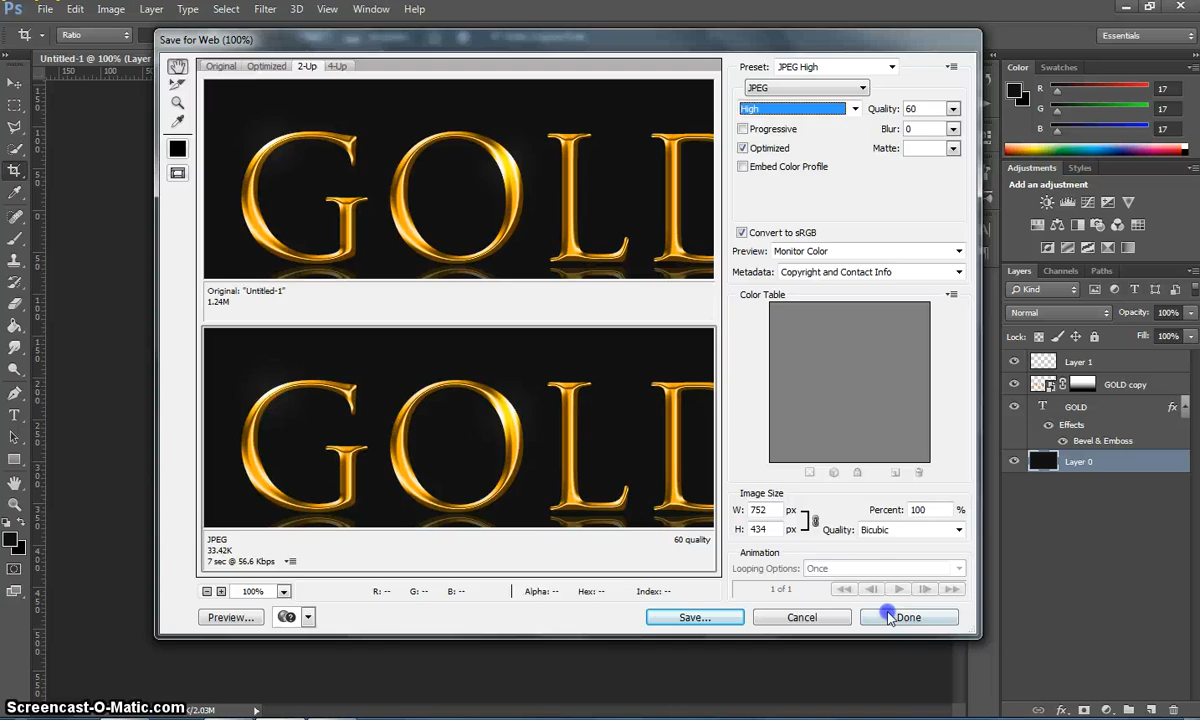 Ps File Edit Image Layer Type Select Filter 3D View Window Help
Ratio
Essentials
Untitled-1 @ 100% (Layer
150 100
Save for Web (100%)
Original Optimized 2-Up 4-Up
GOLD
Original: "Untitled-1"
1.24M
GOLD
JPEG 60 quality
33.42K
7 sec @ 56.6 Kbps
100% R: -- G: -- B: -- Alpha: -- Hex: -- Index: --
Preview... Save... Cancel Done
Preset: JPEG High
JPEG
High Quality: 60
Progressive Blur: 0
Optimized Matte:
Embed Color Profile
Convert to sRGB
Preview: Monitor Color
Metadata: Copyright and Contact Info
Color Table
Image Size
W: 752 px Percent: 100 %
H: 434 px Quality: Bicubic
Animation
Looping Options: Once
1 of 1
Color Swatches
R 17
G 17
B 17
Adjustments Styles
Add an adjustment
Layers Channels Paths
Kind
Normal Opacity: 100%
Lock: Fill: 100%
Layer 1
GOLD copy
T GOLD fx
Effects
Bevel & Emboss
Layer 0
Screencast-O-Matic.com
/2.03M